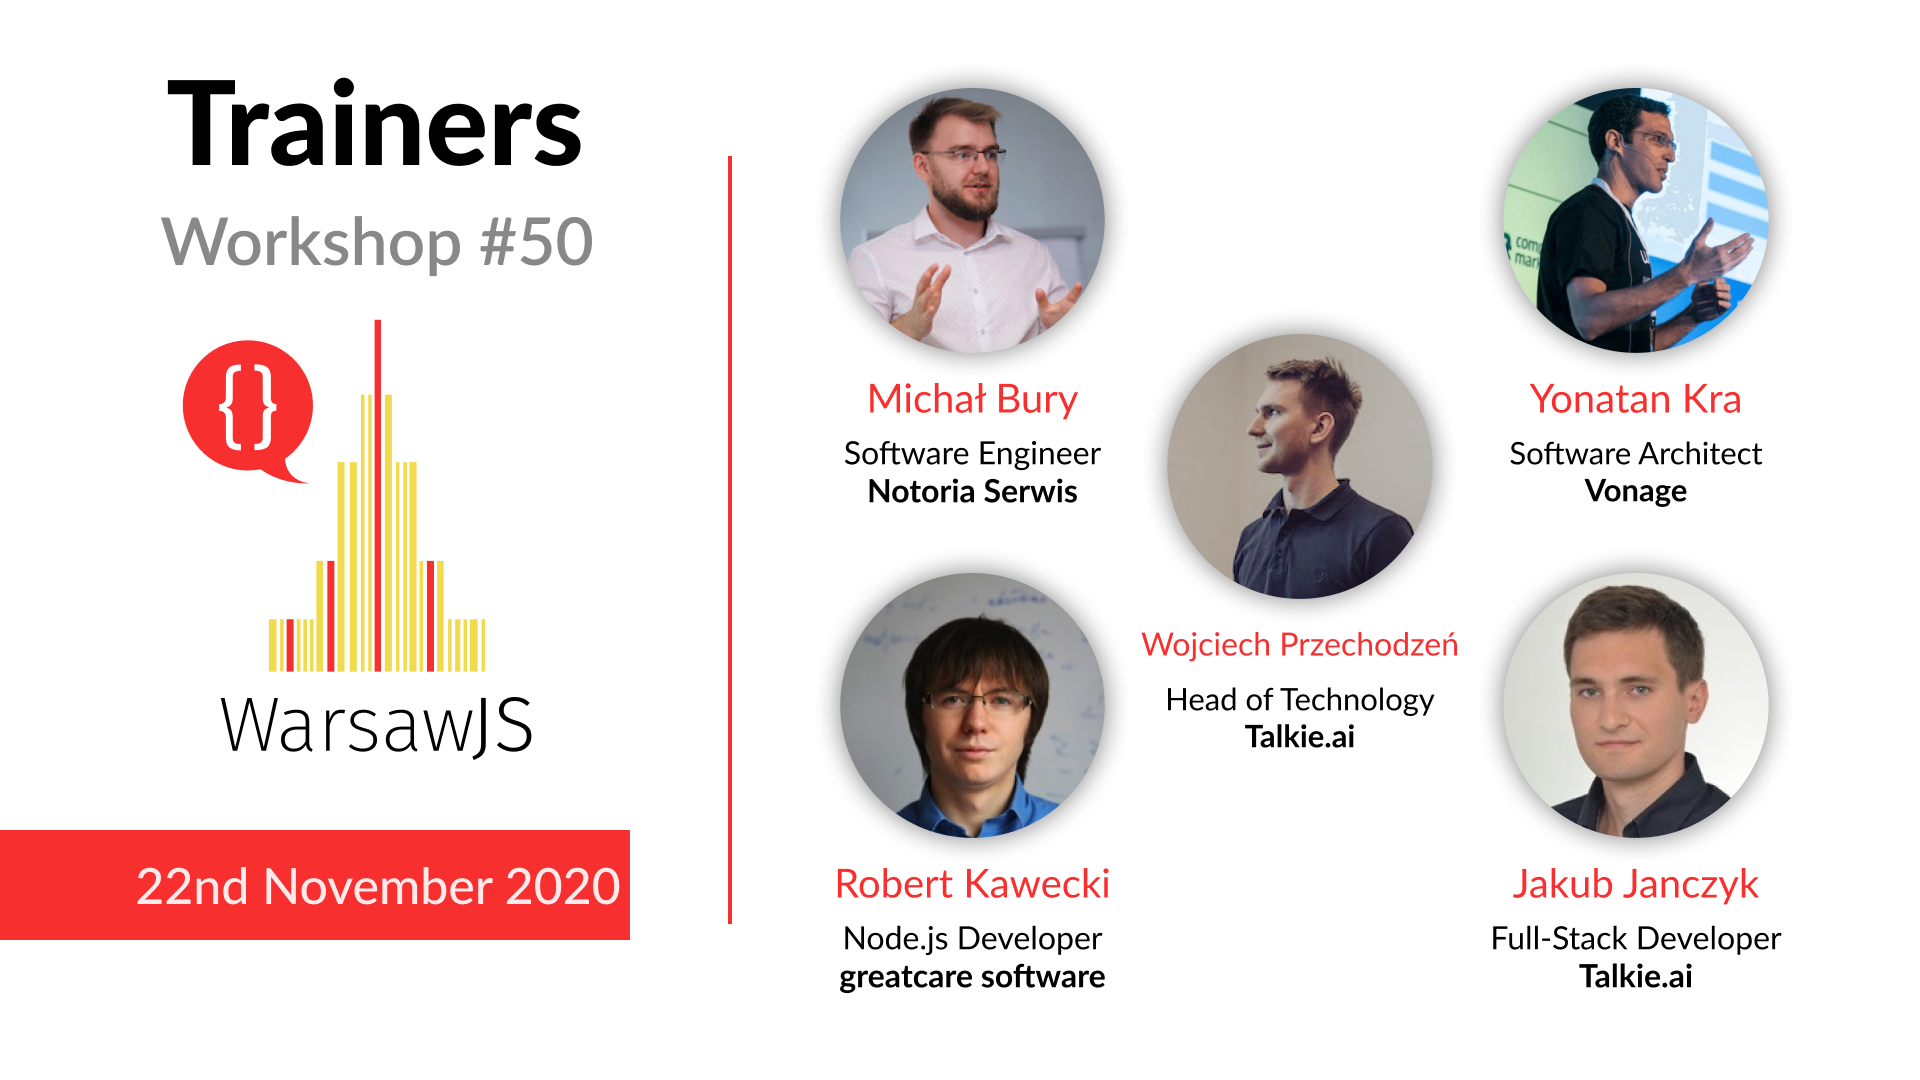 Trainers
Workshop #50
{}
WarsawJS
22nd November 2020
Michał Bury
Software Engineer
Notoria Serwis
Yonatan Kra
Software Architect
Vonage
Wojciech Przechodzeń
Head of Technology
Talkie.ai
Robert Kawecki
Node.js Developer
greatcare software
Jakub Janczyk
Full-Stack Developer
Talkie.ai